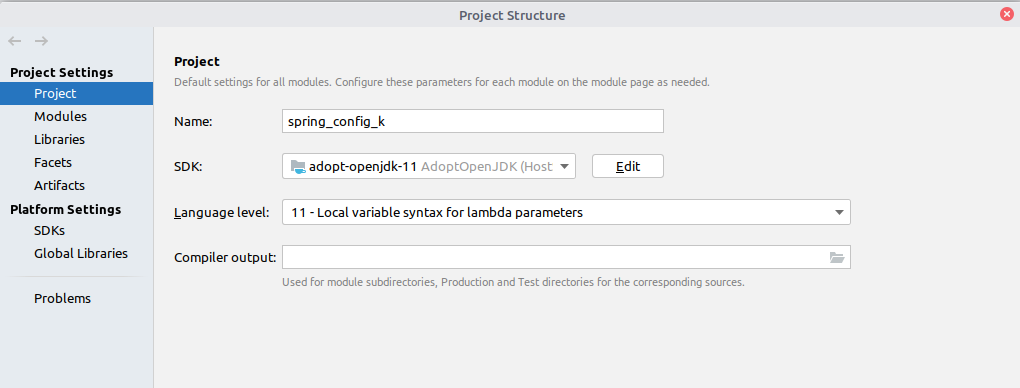 Project Structure
Project Settings
Project
Modules
Libraries
Facets
Artifacts
Platform Settings
SDKs
Global Libraries
Problems
Project
Default settings for all modules. Configure these parameters for each module on the module page as needed.
Name: spring_config_k
SDK: adopt-openjdk-11 AdoptOpenJDK (Host Edit
Language level: 11 - Local variable syntax for lambda parameters
Compiler output:
Used for module subdirectories, Production and Test directories for the corresponding sources.